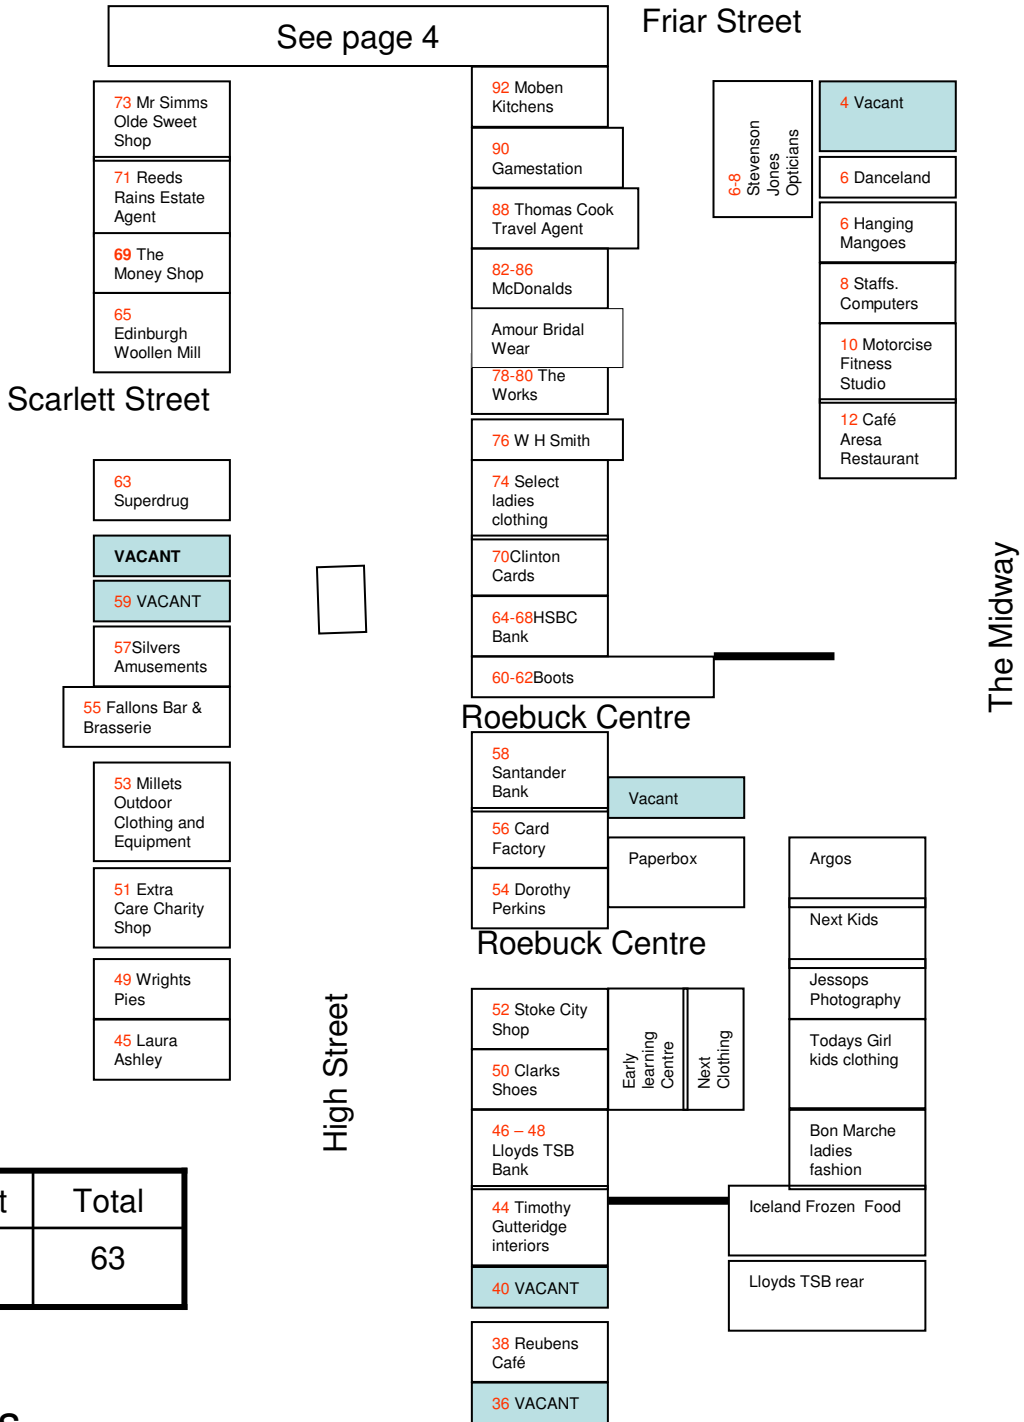 See page 4
Friar Street
73 Mr Simms
Olde Sweet
Shop
71 Reeds
Rains Estate
Agent
69 The
Money Shop
65
Edinburgh
Woollen Mill
Scarlett Street
63
Superdrug
VACANT
59 VACANT
57Silvers
Amusements
55 Fallons Bar &
Brasserie
53 Millets
Outdoor
Clothing and
Equipment
51 Extra
Care Charity
Shop
49 Wrights
Pies
45 Laura
Ashley
High Street
92 Moben
Kitchens
90
Gamestation
88 Thomas Cook
Travel Agent
82-86
McDonalds
Amour Bridal
Wear
78-80 The
Works
76 W H Smith
74 Select
ladies
clothing
70Clinton
Cards
64-68HSBC
Bank
60-62Boots
Roebuck Centre
58
Santander
Bank
Vacant
56 Card
Factory
Paperbox
54 Dorothy
Perkins
Roebuck Centre
52 Stoke City
Shop
50 Clarks
Shoes
Early
learning
Centre
Next
Clothing
46 – 48
Lloyds TSB
Bank
44 Timothy
Gutteridge
interiors
40 VACANT
38 Reubens
Café
36 VACANT
6-8
Stevenson
Jones
Opticians
4 Vacant
6 Danceland
6 Hanging
Mangoes
8 Staffs.
Computers
10 Motorcise
Fitness
Studio
12 Café
Aresa
Restaurant
The Midway
Argos
Next Kids
Jessops
Photography
Todays Girl
kids clothing
Bon Marche
ladies
fashion
Iceland Frozen  Food
Lloyds TSB rear
t
Total
63